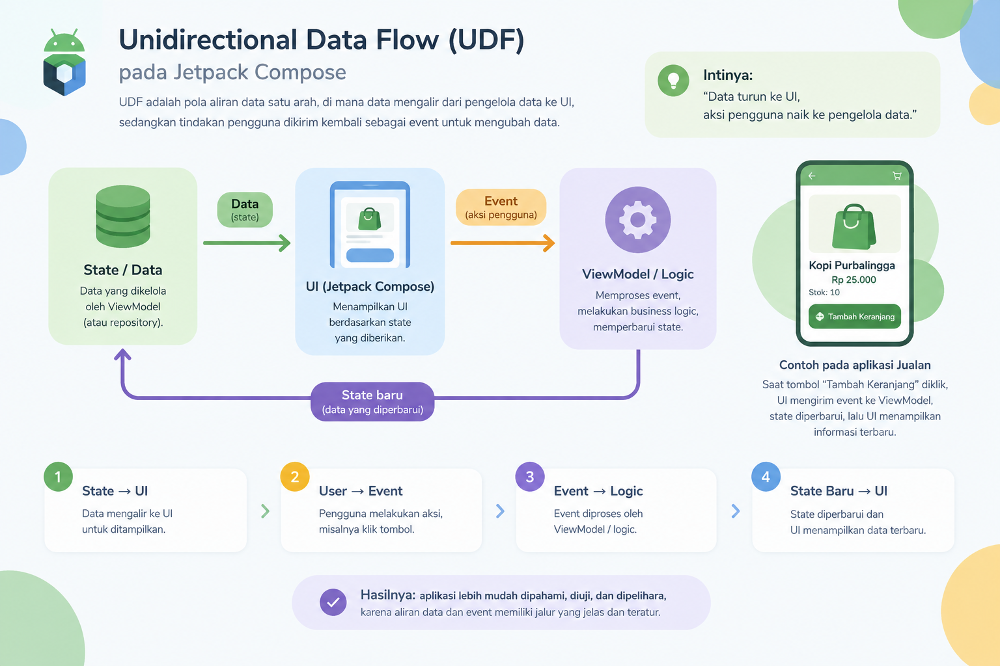 Unidirectional Data Flow (UDF)
pada Jetpack Compose
UDF adalah pola aliran data satu arah, di mana data mengalir dari pengelola data ke UI,
sedangkan tindakan pengguna dikirim kembali sebagai event untuk mengubah data.
Intinya:
“Data turun ke UI,
aksi pengguna naik ke pengelola data.”
State / Data
Data yang dikelola
oleh ViewModel
(atau repository).
Data
(state)
UI (Jetpack Compose)
Menampilkan UI
berdasarkan state
yang diberikan.
Event
(aksi pengguna)
ViewModel / Logic
Memproses event,
melakukan business logic,
memperbarui state.
State baru
(data yang diperbarui)
Kopi Purbalingga
Rp 25.000
Stok: 10
Tambah Keranjang
Contoh pada aplikasi Jualan
Saat tombol “Tambah Keranjang” diklik,
UI mengirim event ke ViewModel,
state diperbarui, lalu UI menampilkan
informasi terbaru.
1
State → UI
Data mengalir ke UI
untuk ditampilkan.
2
User → Event
Pengguna melakukan aksi,
misalnya klik tombol.
3
Event → Logic
Event diproses oleh
ViewModel / logic.
4
State Baru → UI
State diperbarui dan
UI menampilkan data terbaru.
Hasilnya: aplikasi lebih mudah dipahami, diuji, dan dipelihara,
karena aliran data dan event memiliki jalur yang jelas dan teratur.